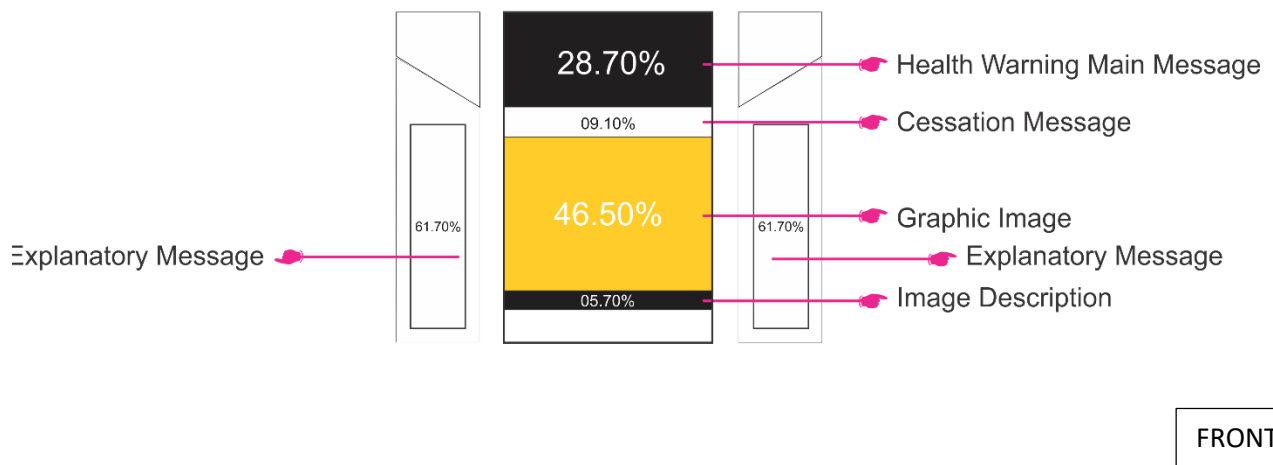 28.70%
Health Warning Main Message
09.10%
Cessation Message
46.50%
Graphic Image
61.70%
61.70%
Explanatory Message
Explanatory Message
05.70%
Image Description
FRONT